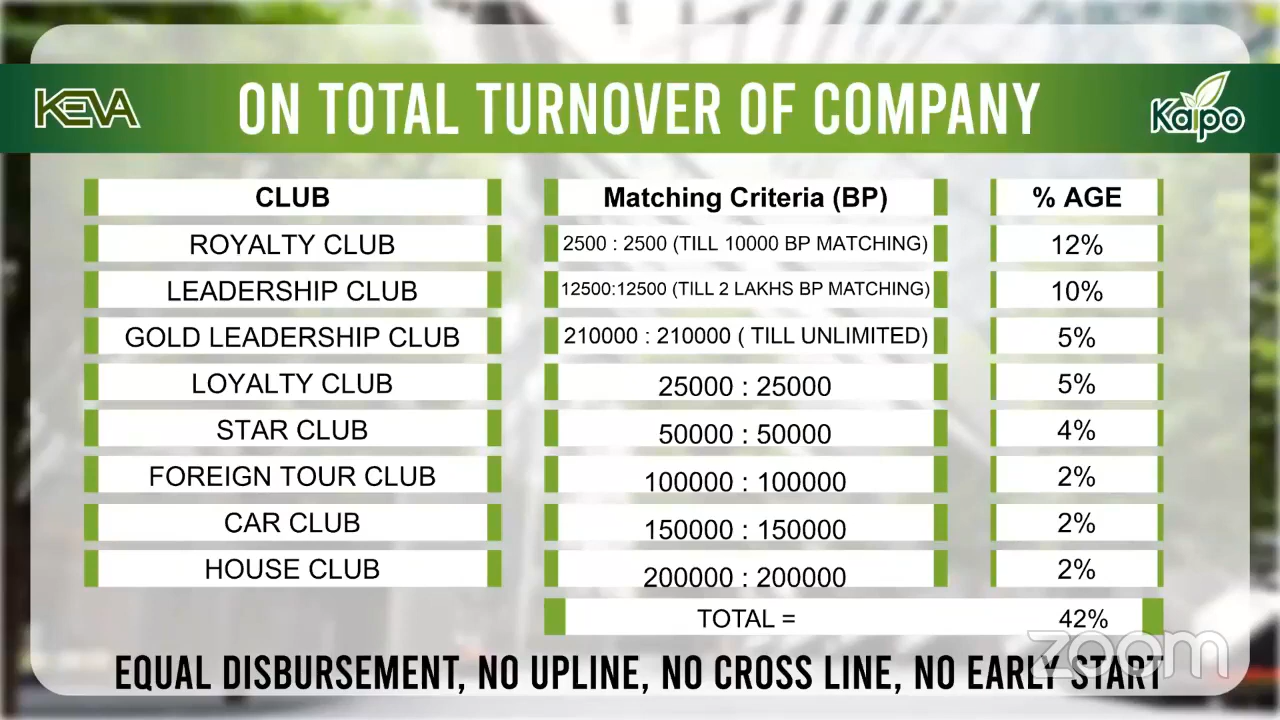 KEVA
ON TOTAL TURNOVER OF COMPANY
Kaipo
CLUB Matching Criteria (BP) % AGE
ROYALTY CLUB 2500 : 2500 (TILL 10000 BP MATCHING) 12%
LEADERSHIP CLUB 12500:12500 (TILL 2 LAKHS BP MATCHING) 10%
GOLD LEADERSHIP CLUB 210000 : 210000 ( TILL UNLIMITED) 5%
LOYALTY CLUB 25000 : 25000 5%
STAR CLUB 50000 : 50000 4%
FOREIGN TOUR CLUB 100000 : 100000 2%
CAR CLUB 150000 : 150000 2%
HOUSE CLUB 200000 : 200000 2%
TOTAL = 42%
zoom
EQUAL DISBURSEMENT, NO UPLINE, NO CROSS LINE, NO EARLY START